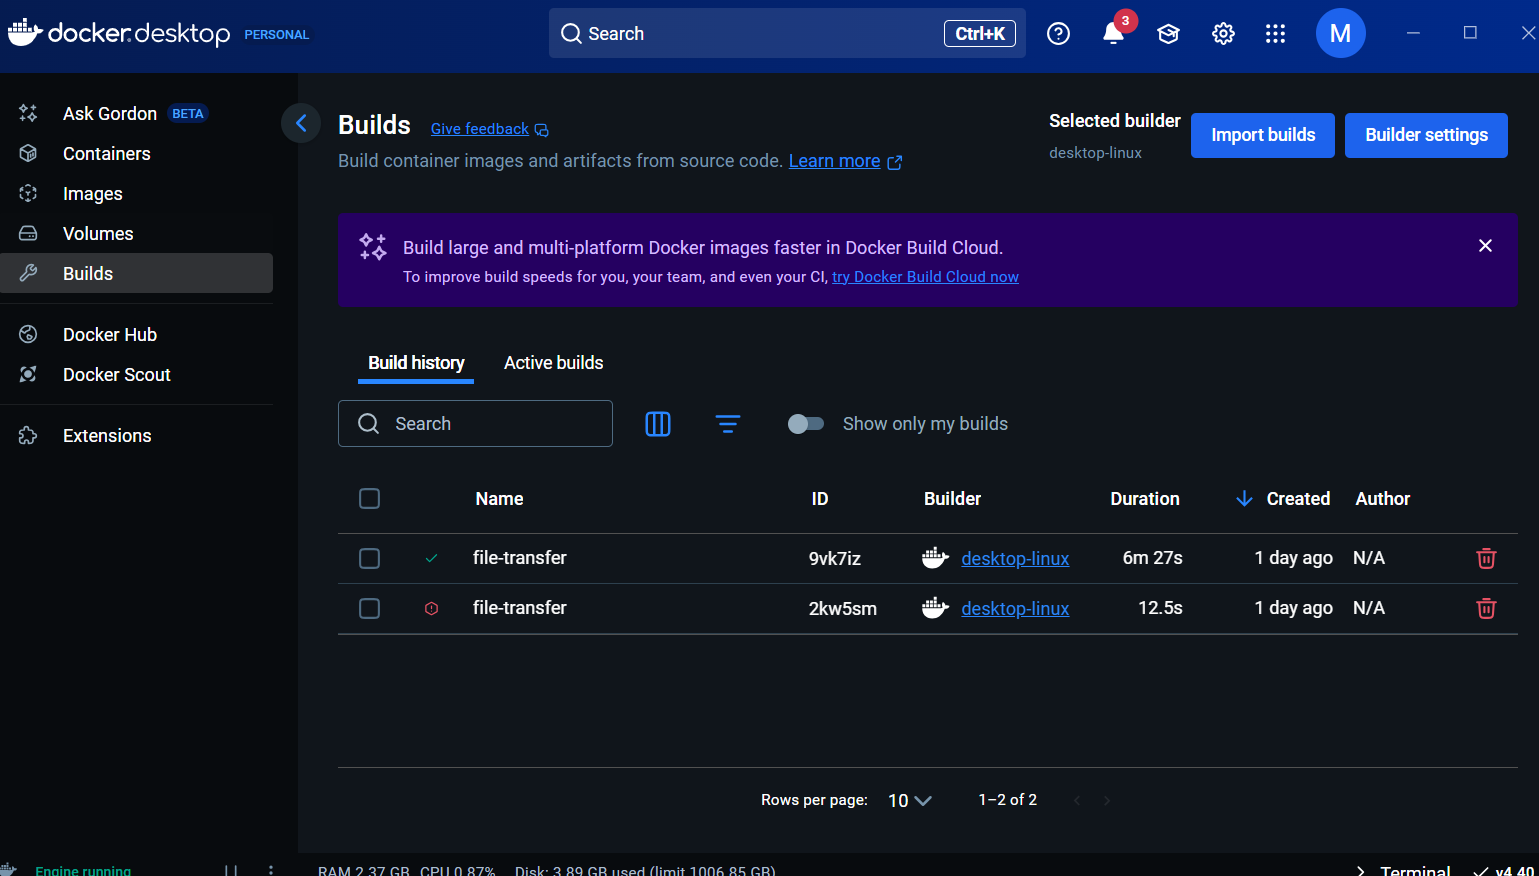 docker.desktop PERSONAL
Search Ctrl+K
3
M
Ask Gordon BETA
Containers
Images
Volumes
Builds
Docker Hub
Docker Scout
Extensions
Builds Give feedback
Build container images and artifacts from source code. Learn more
Selected builder
desktop-linux
Import builds
Builder settings
Build large and multi-platform Docker images faster in Docker Build Cloud.
To improve build speeds for you, your team, and even your CI, try Docker Build Cloud now
Build history Active builds
Search Show only my builds
Name ID Builder Duration Created Author
file-transfer 9vk7iz desktop-linux 6m 27s 1 day ago N/A
file-transfer 2kw5sm desktop-linux 12.5s 1 day ago N/A
Rows per page: 10 1–2 of 2
Engine running RAM 2.37 GB CPU 0.87% Disk: 3.89 GB used (limit 1006.85 GB) Terminal v4.40